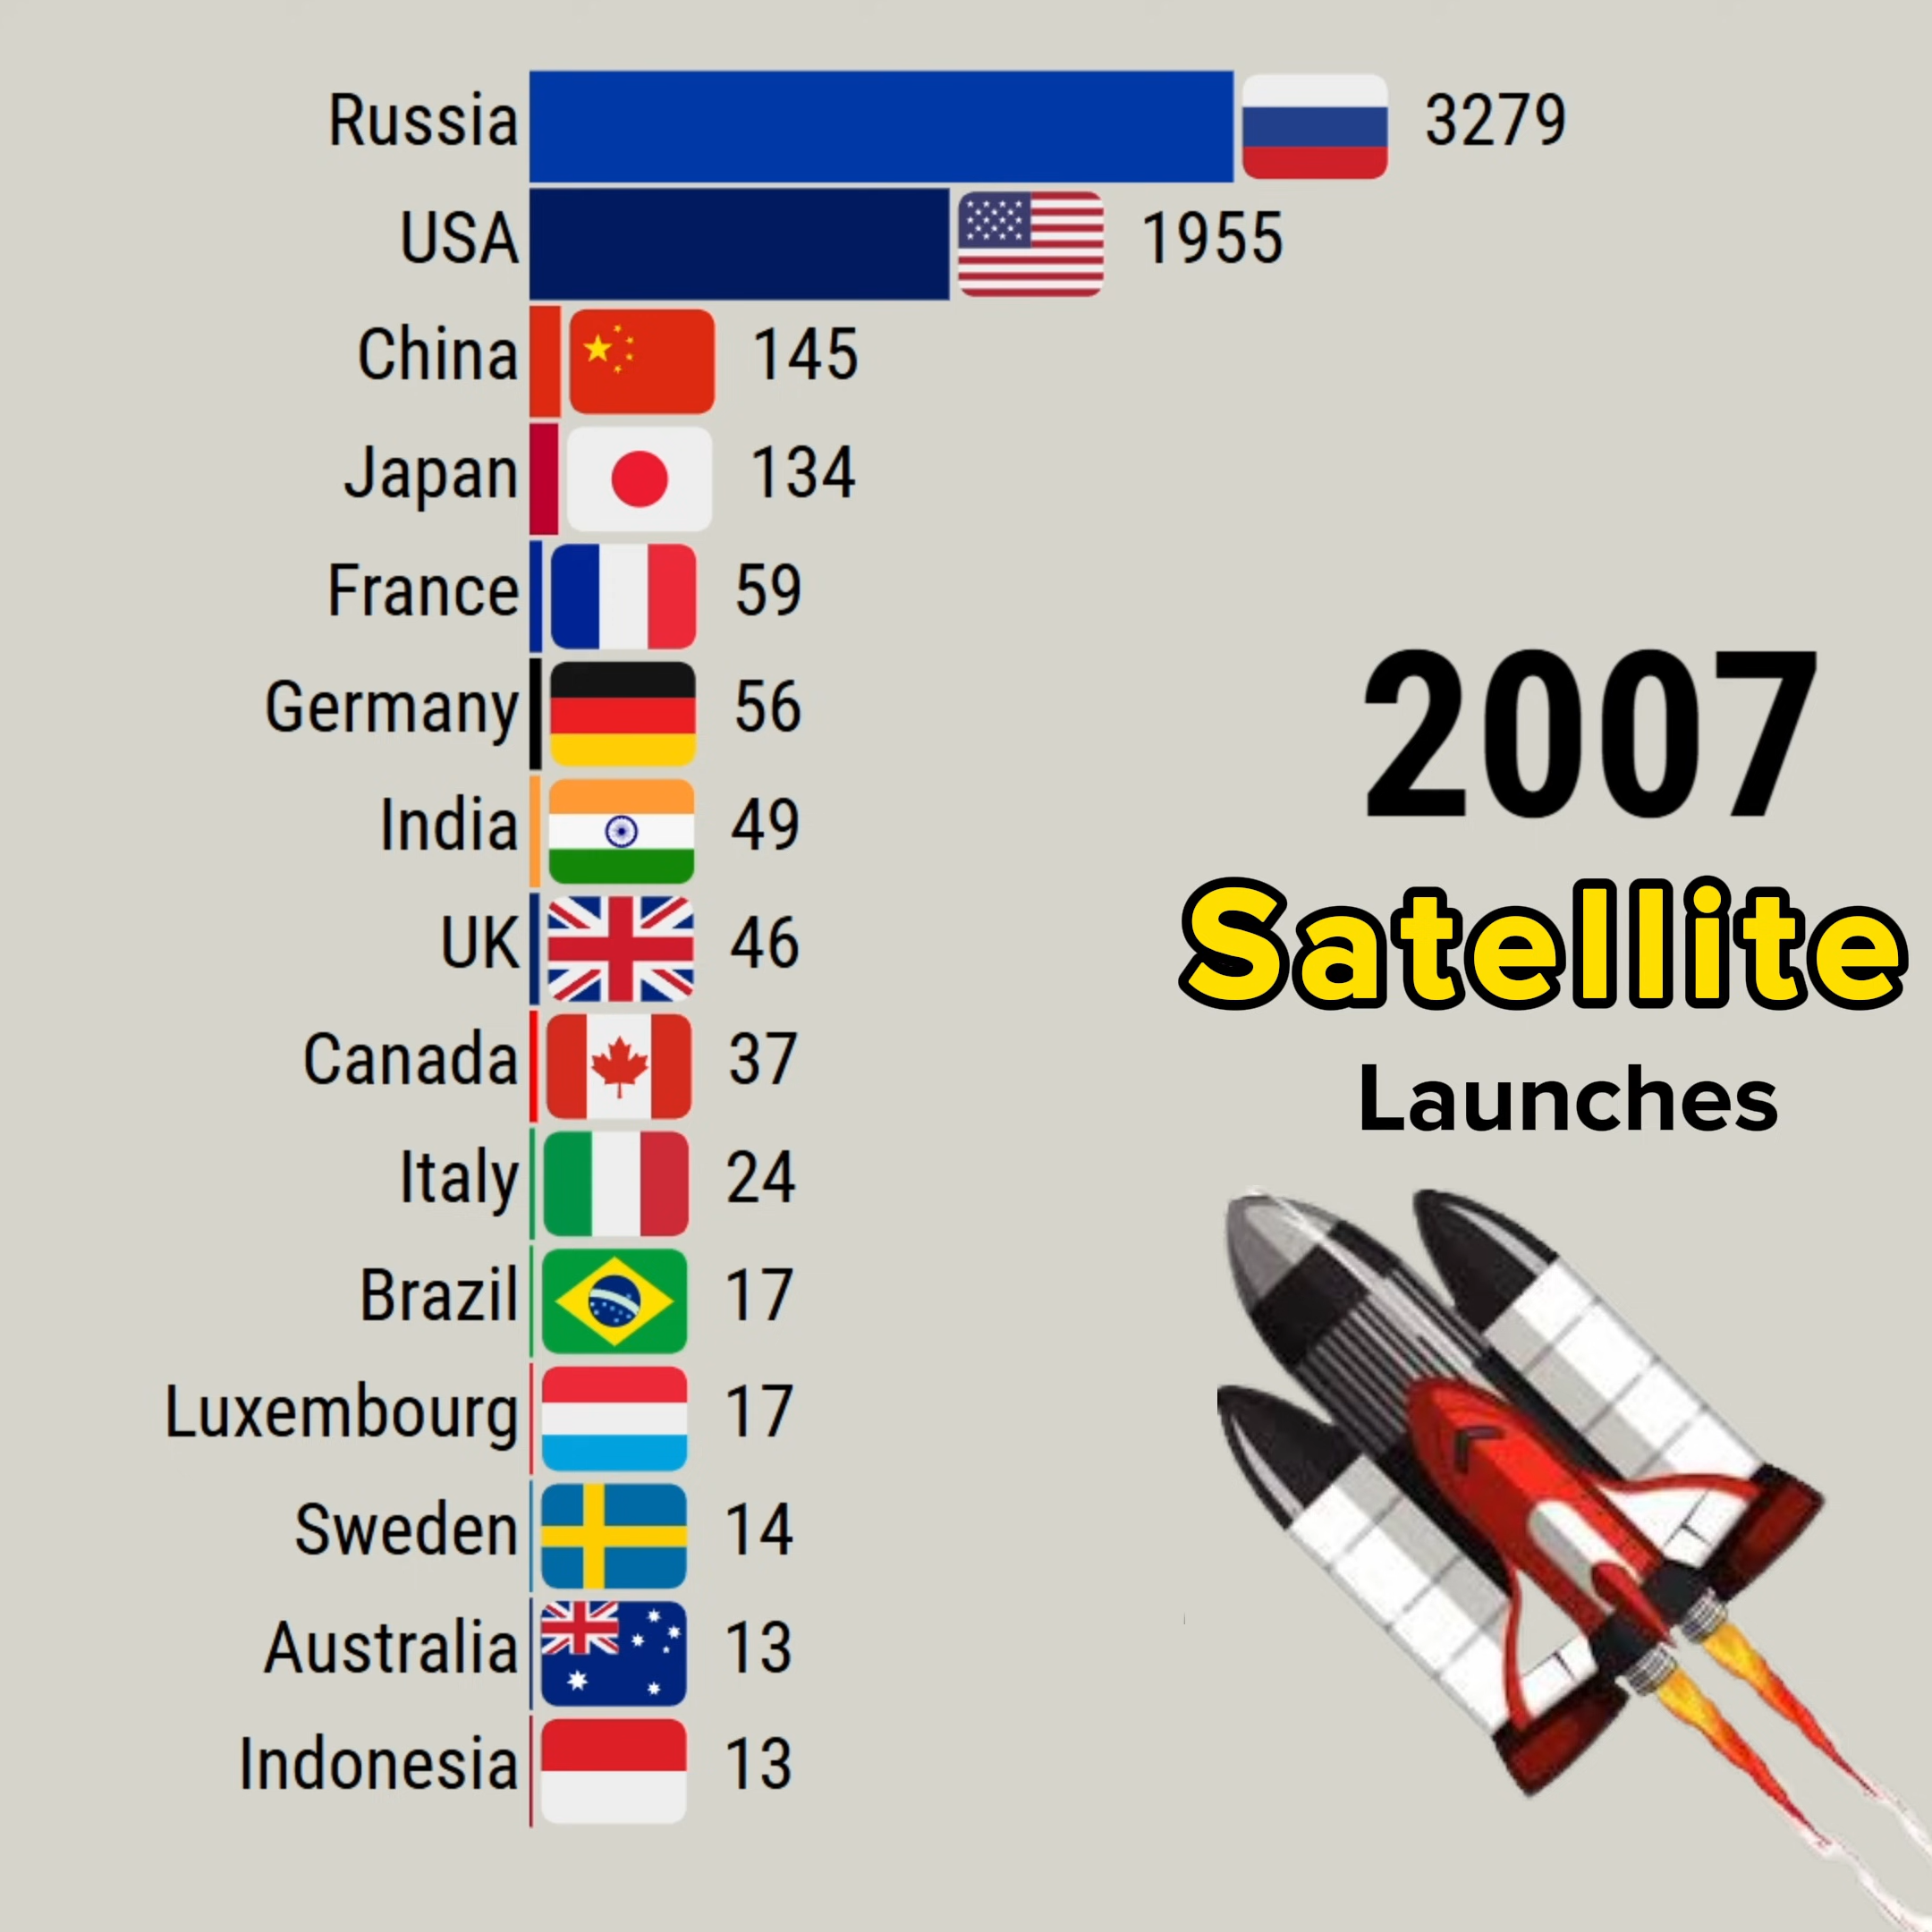 Russia 3279
USA 1955
China 145
Japan 134
France 59
Germany 56
India 49
UK 46
Canada 37
Italy 24
Brazil 17
Luxembourg 17
Sweden 14
Australia 13
Indonesia 13
2007
Satellite
Launches